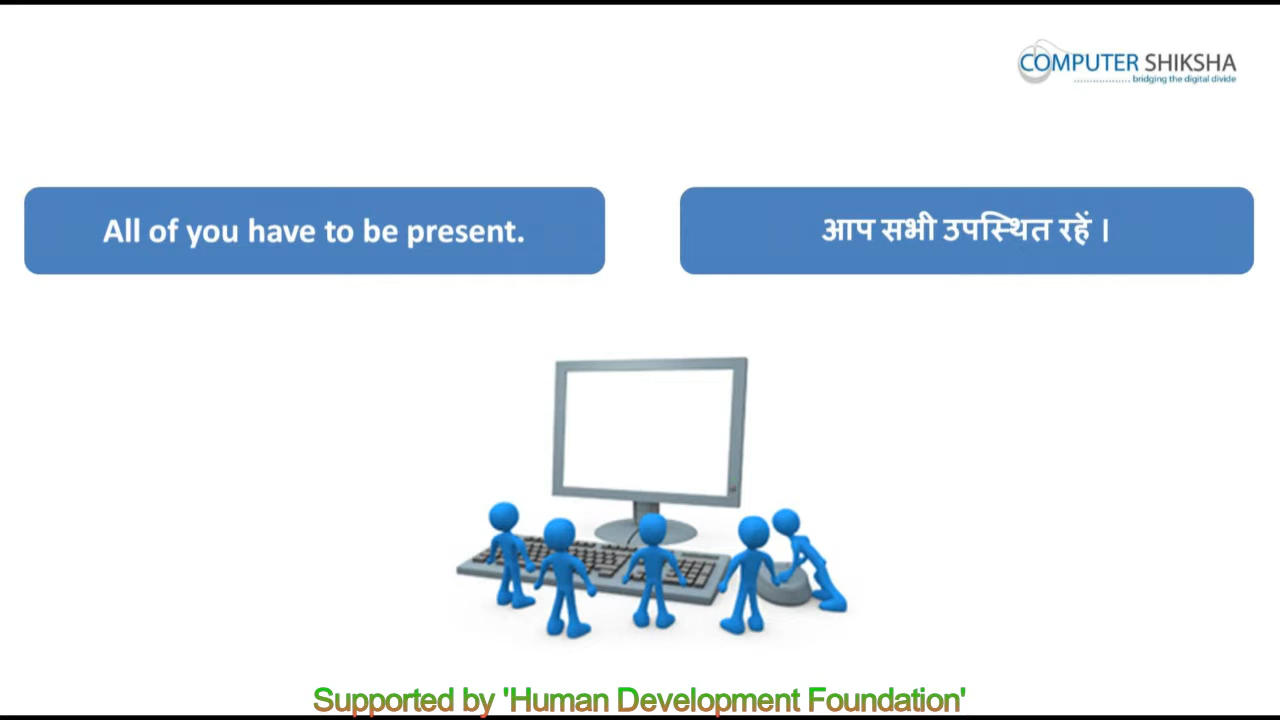 COMPUTER SHIKSHA
bridging the digital divide
All of you have to be present.
आप सभी उपस्थित रहें ।
Supported by 'Human Development Foundation'